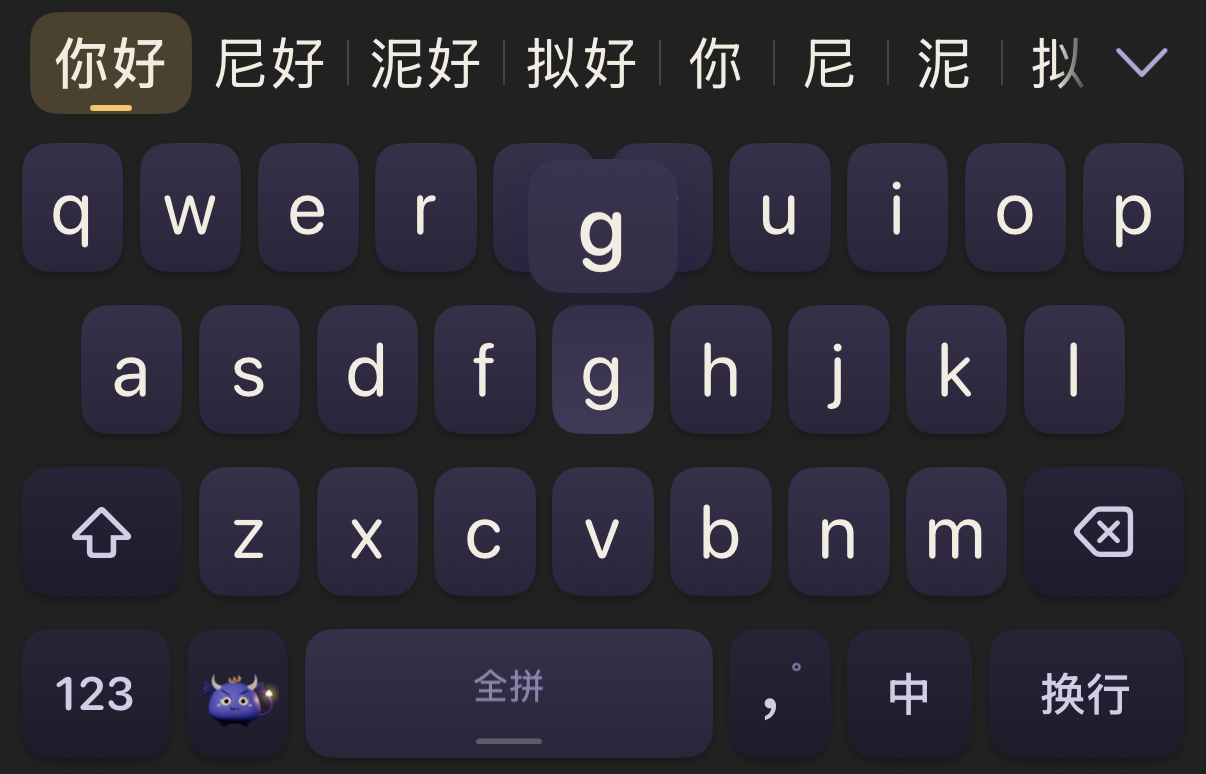 你好 尼好 泥好 拟好 你 尼 泥 拟
q w e r g u i o p
a s d f g h j k l
z x c v b n m
123 全拼 ，。 中 换行